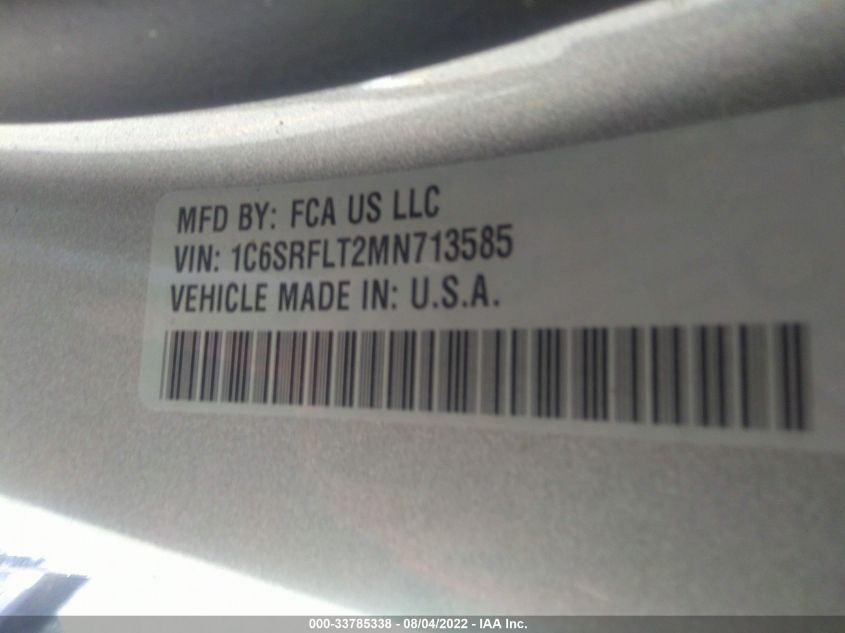 MFD BY: FCA US LLC
VIN: 1C6SRFLT2MN713585
VEHICLE MADE IN: U.S.A.
000-33785338 - 08/04/2022 - IAA Inc.